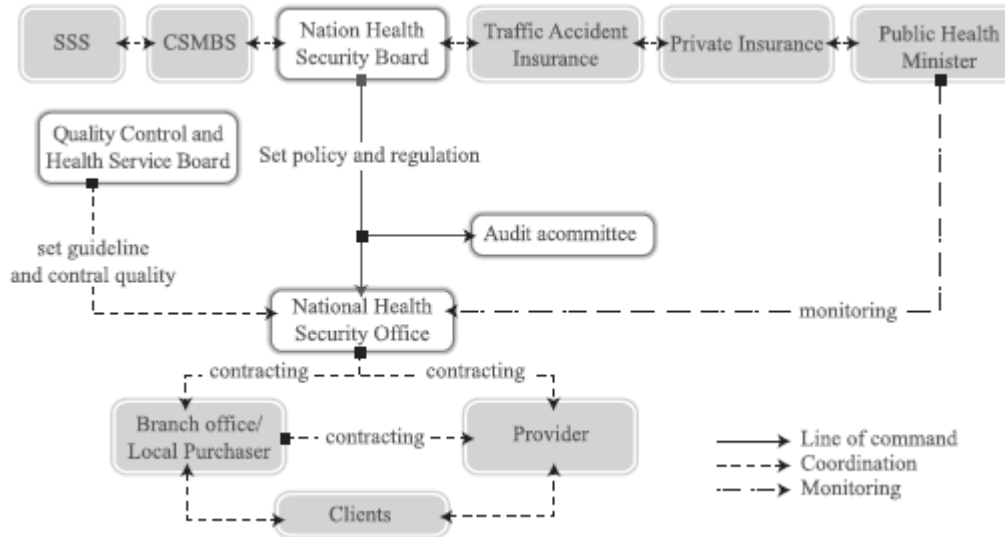 SSS
CSMBS
Nation Health
Security Board
Traffic Accident
Insurance
Private Insurance
Public Health
Minister
Quality Control and
Health Service Board
Set policy and regulation
Audit acommittee
set guideline
and contral quality
National Health
Security Office
monitoring
contracting
contracting
Branch office/
Local Purchaser
contracting
Provider
Clients
Line of command
Coordination
Monitoring